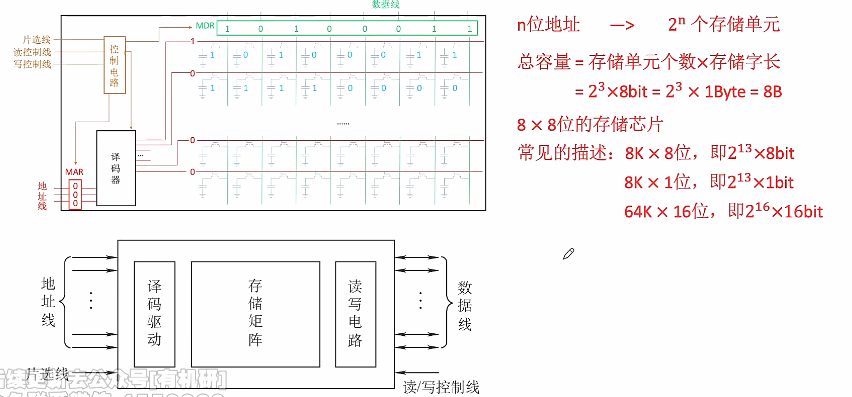 数据线
MDR 1 0 1 0 0 0 1 1
片选线
读控制线
写控制线
控制电路
1
1 0 1 0 0 0 1 1
0
1 0 1 0 1 0 1 0
......
0
0
译码器
...
MAR
地址线
0
0
0
n位地址 —> 2ⁿ 个存储单元
总容量 = 存储单元个数×存储字长
= 2³×8bit = 2³ × 1Byte = 8B
8 × 8位的存储芯片
常见的描述：8K × 8位，即2¹³×8bit
8K × 1位，即2¹³×1bit
64K × 16位，即2¹⁶×16bit
地址线
译码驱动
存储矩阵
读写电路
数据线
片选线
读/写控制线